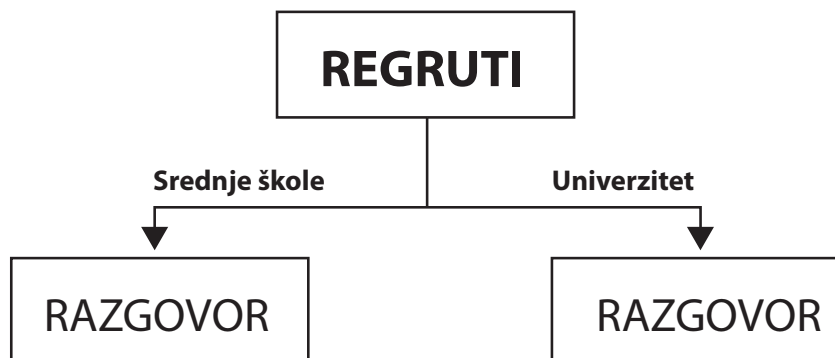 REGRUTI
Srednje škole
Univerzitet
RAZGOVOR
RAZGOVOR